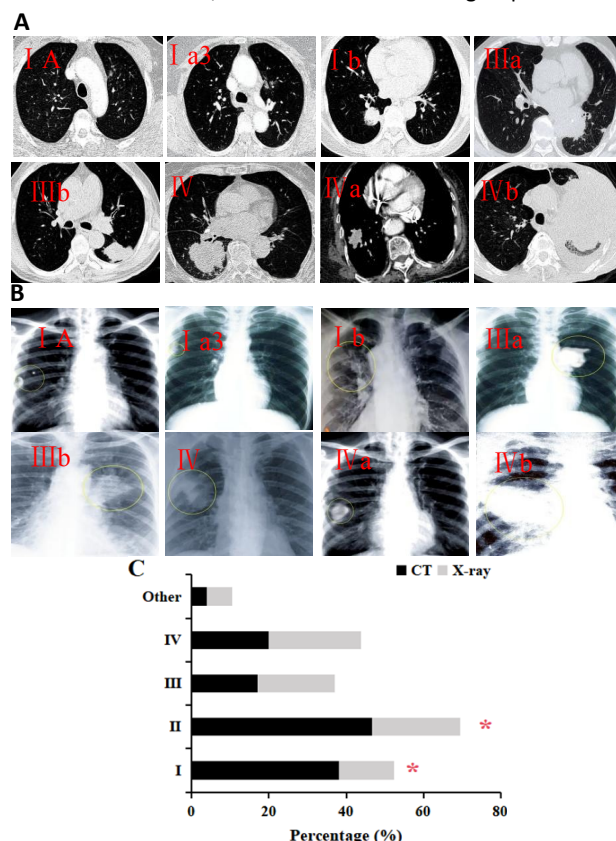 A
Ⅰ A
Ⅰ a3
Ⅰ b
Ⅲa
Ⅲb
Ⅳ
Ⅳa
Ⅳb
B
Ⅰ A
Ⅰ a3
Ⅰ b
Ⅲa
Ⅲb
Ⅳ
Ⅳa
Ⅳb
C
CT X-ray
Other
IV
III
II *
I *
0 20 40 60 80
Percentage (%)